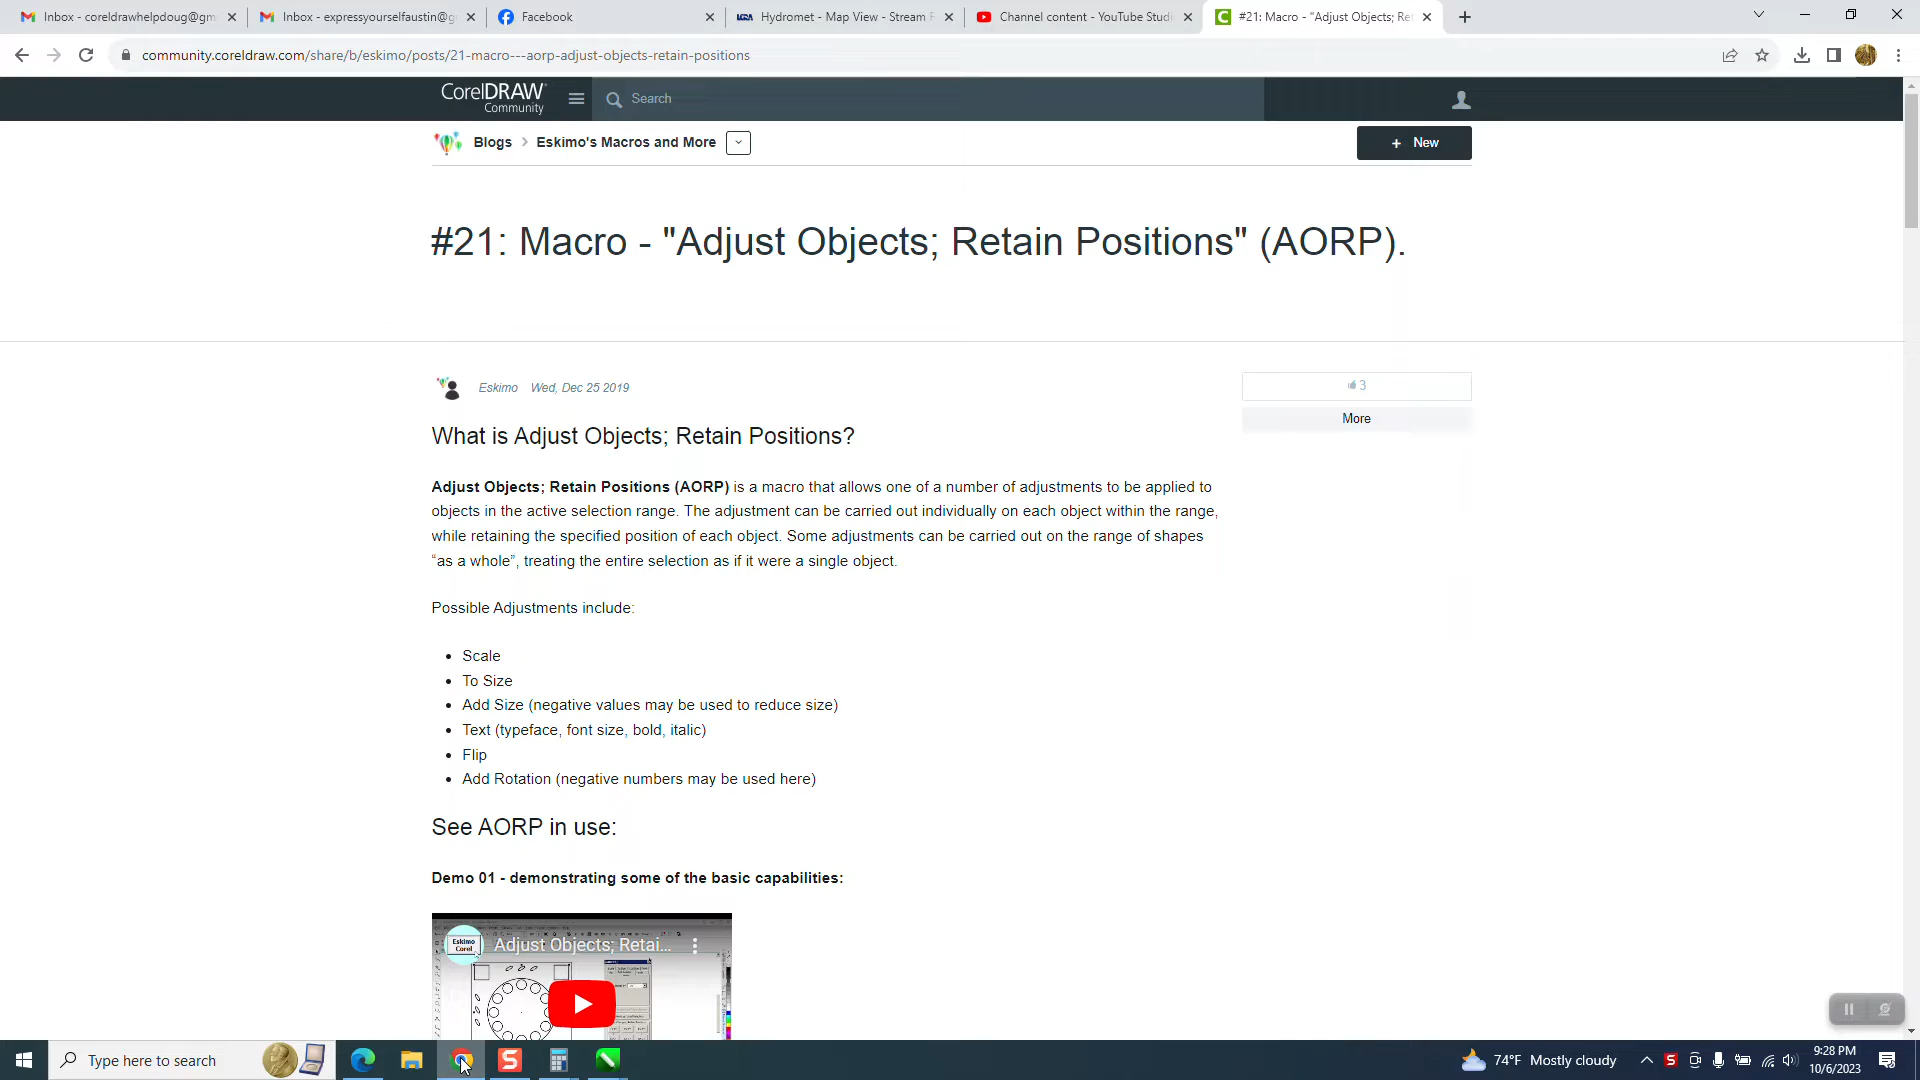 Inbox - coreldrawhelpdoug@gm
Inbox - expressyourselfaustin@g
Facebook
Hydromet - Map View - Stream F
Channel content - YouTube Studi
#21: Macro - "Adjust Objects; Ret
community.coreldraw.com/share/b/eskimo/posts/21-macro---aorp-adjust-objects-retain-positions
CorelDRAW
Community
Search
Blogs > Eskimo's Macros and More
+ New
#21: Macro - "Adjust Objects; Retain Positions" (AORP).
Eskimo Wed, Dec 25 2019
3
More
What is Adjust Objects; Retain Positions?
Adjust Objects; Retain Positions (AORP) is a macro that allows one of a number of adjustments to be applied to
objects in the active selection range. The adjustment can be carried out individually on each object within the range,
while retaining the specified position of each object. Some adjustments can be carried out on the range of shapes
“as a whole”, treating the entire selection as if it were a single object.
Possible Adjustments include:
• Scale
• To Size
• Add Size (negative values may be used to reduce size)
• Text (typeface, font size, bold, italic)
• Flip
• Add Rotation (negative numbers may be used here)
See AORP in use:
Demo 01 - demonstrating some of the basic capabilities:
Eskimo
Corel
Adjust Objects; Retai...
Type here to search
74°F Mostly cloudy
9:28 PM
10/6/2023